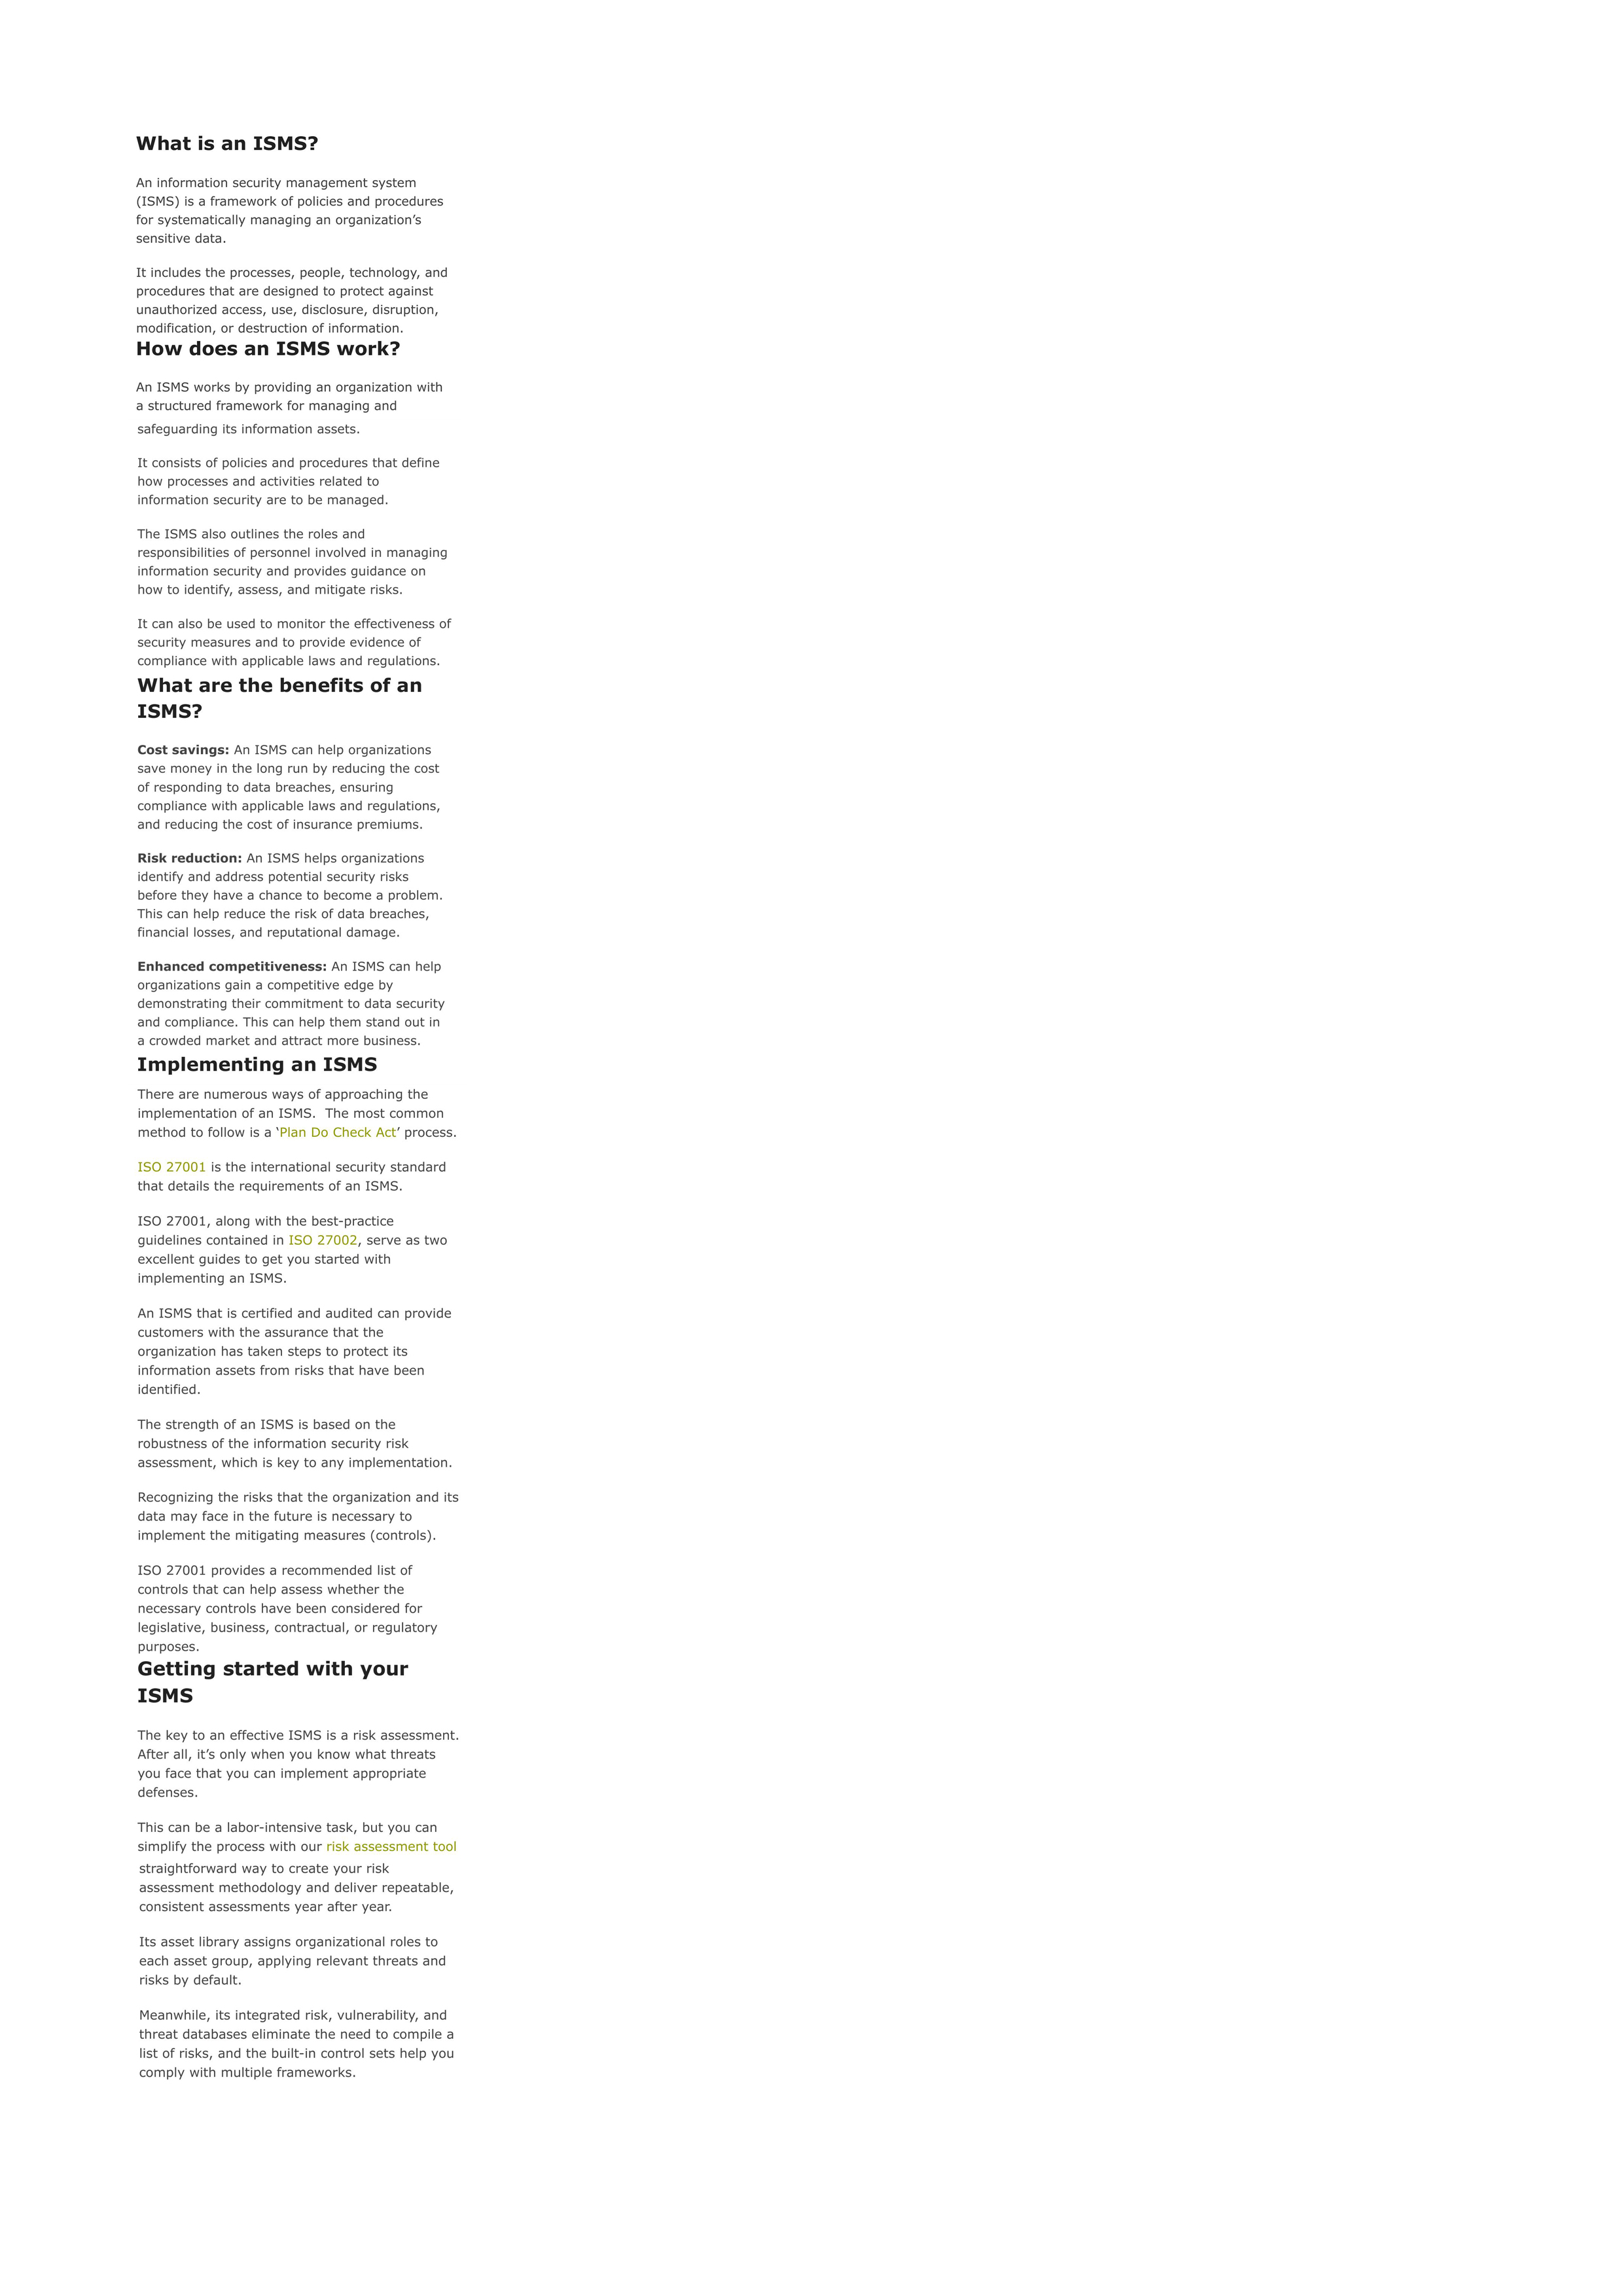 What is an ISMS?
An information security management system
(ISMS) is a framework of policies and procedures
for systematically managing an organization’s
sensitive data.
It includes the processes, people, technology, and
procedures that are designed to protect against
unauthorized access, use, disclosure, disruption,
modification, or destruction of information.
How does an ISMS work?
An ISMS works by providing an organization with
a structured framework for managing and
safeguarding its information assets.
It consists of policies and procedures that define
how processes and activities related to
information security are to be managed.
The ISMS also outlines the roles and
responsibilities of personnel involved in managing
information security and provides guidance on
how to identify, assess, and mitigate risks.
It can also be used to monitor the effectiveness of
security measures and to provide evidence of
compliance with applicable laws and regulations.
What are the benefits of an
ISMS?
Cost savings: An ISMS can help organizations
save money in the long run by reducing the cost
of responding to data breaches, ensuring
compliance with applicable laws and regulations,
and reducing the cost of insurance premiums.
Risk reduction: An ISMS helps organizations
identify and address potential security risks
before they have a chance to become a problem.
This can help reduce the risk of data breaches,
financial losses, and reputational damage.
Enhanced competitiveness: An ISMS can help
organizations gain a competitive edge by
demonstrating their commitment to data security
and compliance. This can help them stand out in
a crowded market and attract more business.
Implementing an ISMS
There are numerous ways of approaching the
implementation of an ISMS.  The most common
method to follow is a ‘Plan Do Check Act’ process.
ISO 27001 is the international security standard
that details the requirements of an ISMS.
ISO 27001, along with the best-practice
guidelines contained in ISO 27002, serve as two
excellent guides to get you started with
implementing an ISMS.
An ISMS that is certified and audited can provide
customers with the assurance that the
organization has taken steps to protect its
information assets from risks that have been
identified.
The strength of an ISMS is based on the
robustness of the information security risk
assessment, which is key to any implementation.
Recognizing the risks that the organization and its
data may face in the future is necessary to
implement the mitigating measures (controls).
ISO 27001 provides a recommended list of
controls that can help assess whether the
necessary controls have been considered for
legislative, business, contractual, or regulatory
purposes.
Getting started with your
ISMS
The key to an effective ISMS is a risk assessment.
After all, it’s only when you know what threats
you face that you can implement appropriate
defenses.
This can be a labor-intensive task, but you can
simplify the process with our risk assessment tool
straightforward way to create your risk
assessment methodology and deliver repeatable,
consistent assessments year after year.
Its asset library assigns organizational roles to
each asset group, applying relevant threats and
risks by default.
Meanwhile, its integrated risk, vulnerability, and
threat databases eliminate the need to compile a
list of risks, and the built-in control sets help you
comply with multiple frameworks.